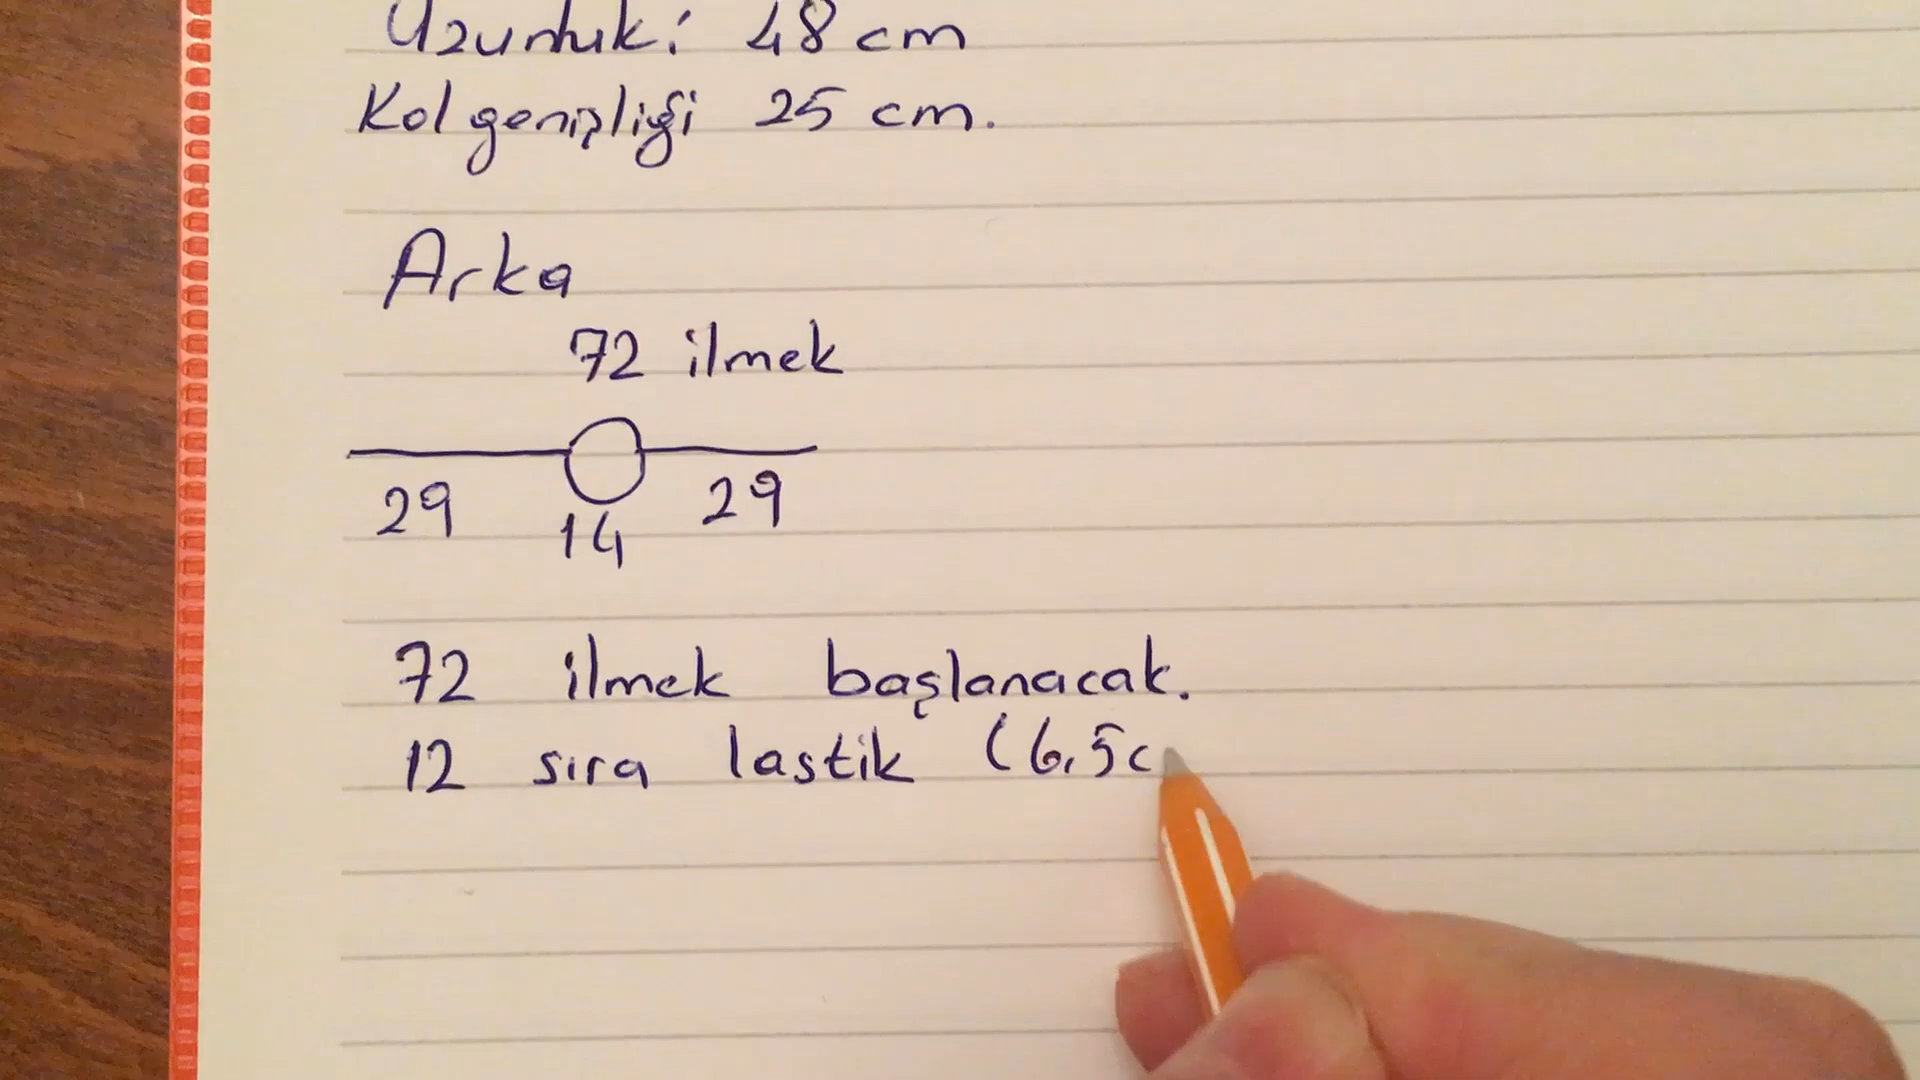 Uzunluk: 48 cm
Kol genişliği 25 cm.
Arka
72 ilmek
29 14 29
72 ilmek başlanacak.
12 sıra lastik (6,5c